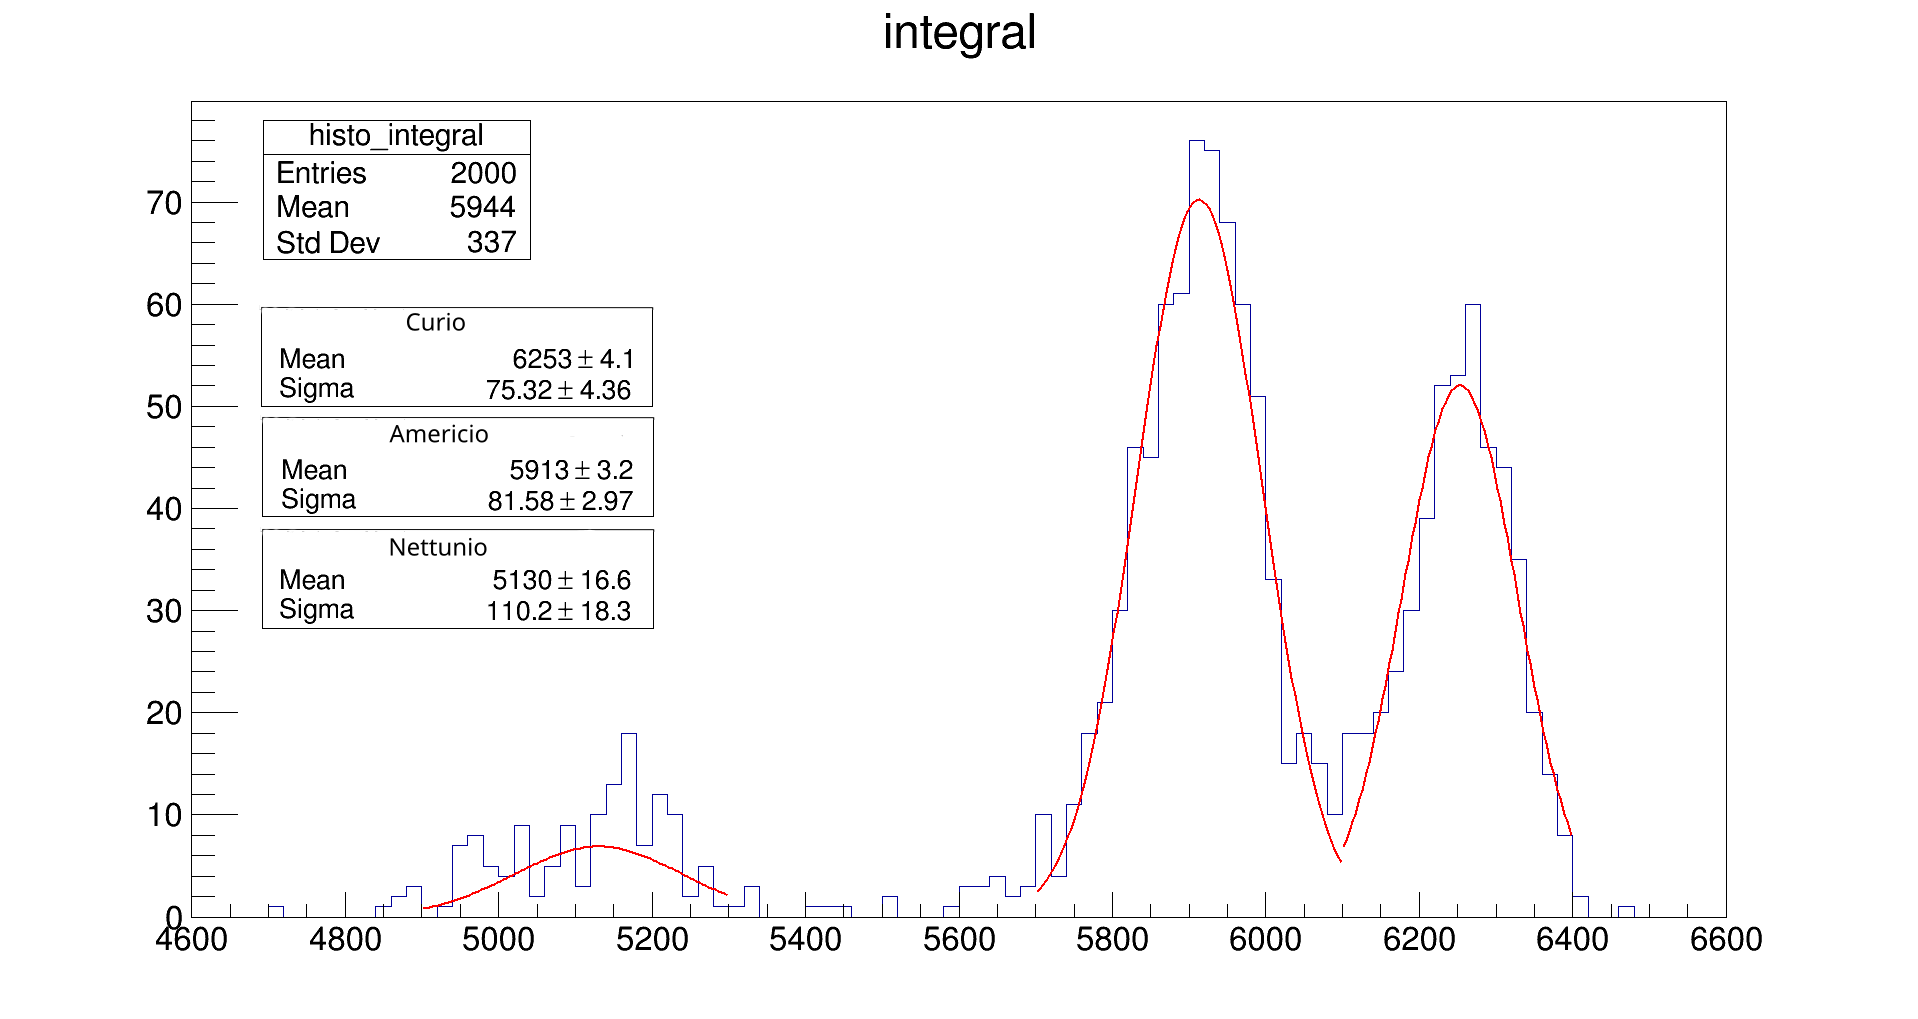 integral
histo_integral
Entries 2000
Mean 5944
Std Dev 337
Curio
Mean 6253 ± 4.1
Sigma 75.32 ± 4.36
Americio
Mean 5913 ± 3.2
Sigma 81.58 ± 2.97
Nettunio
Mean 5130 ± 16.6
Sigma 110.2 ± 18.3
70
60
50
40
30
20
10
0
4600 4800 5000 5200 5400 5600 5800 6000 6200 6400 6600